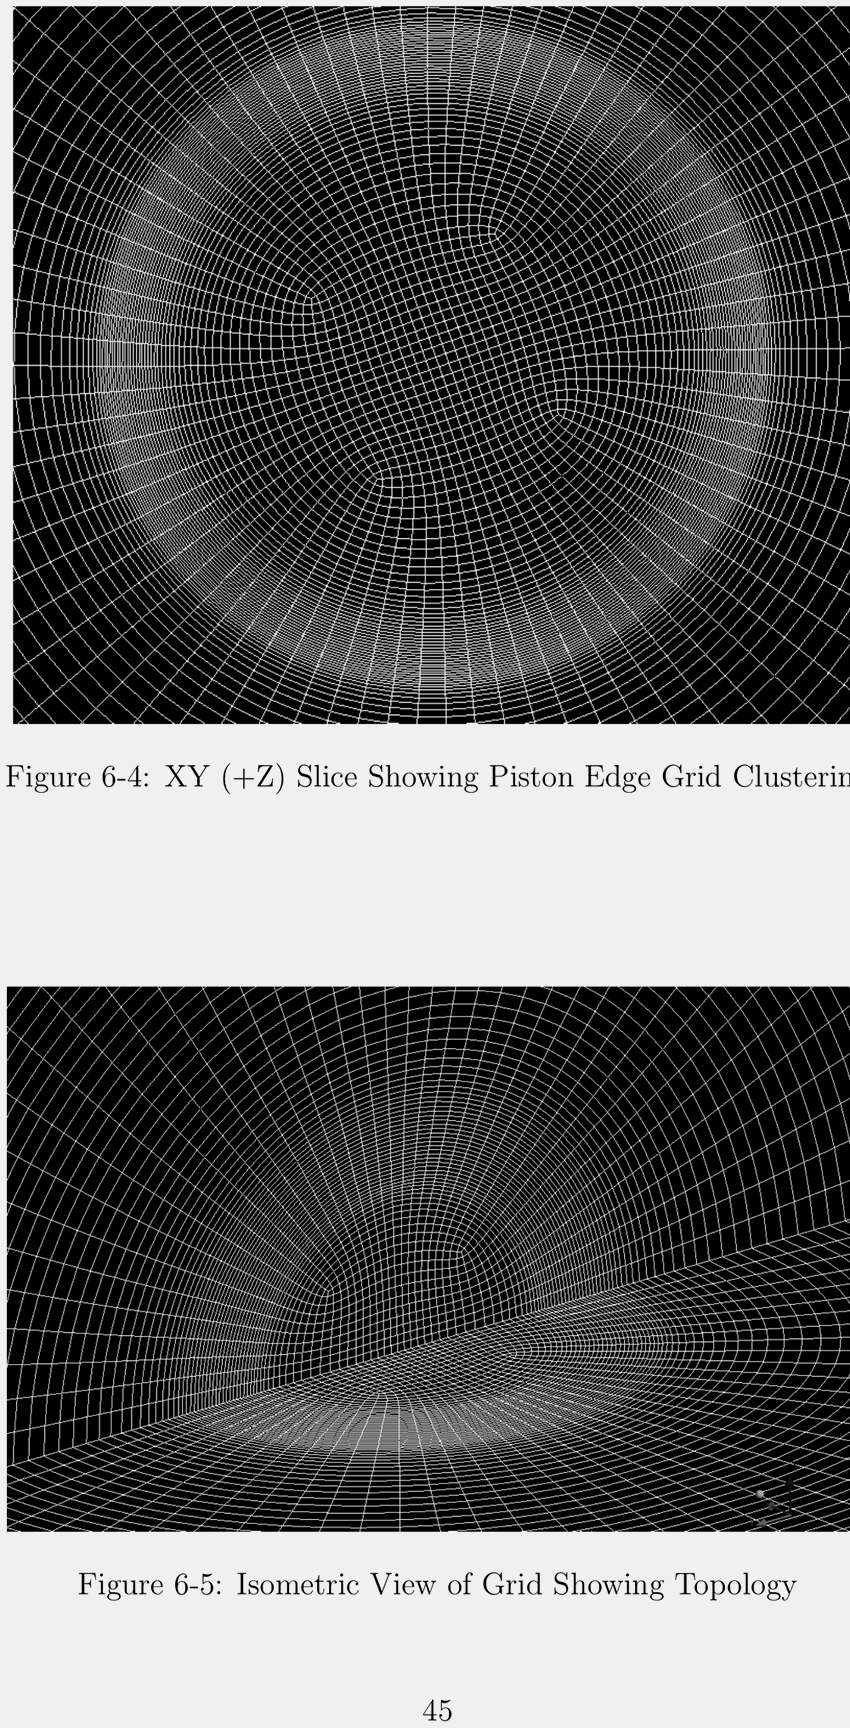 Figure 6-4: XY (+Z) Slice Showing Piston Edge Grid Clusterin
Figure 6-5: Isometric View of Grid Showing Topology
45